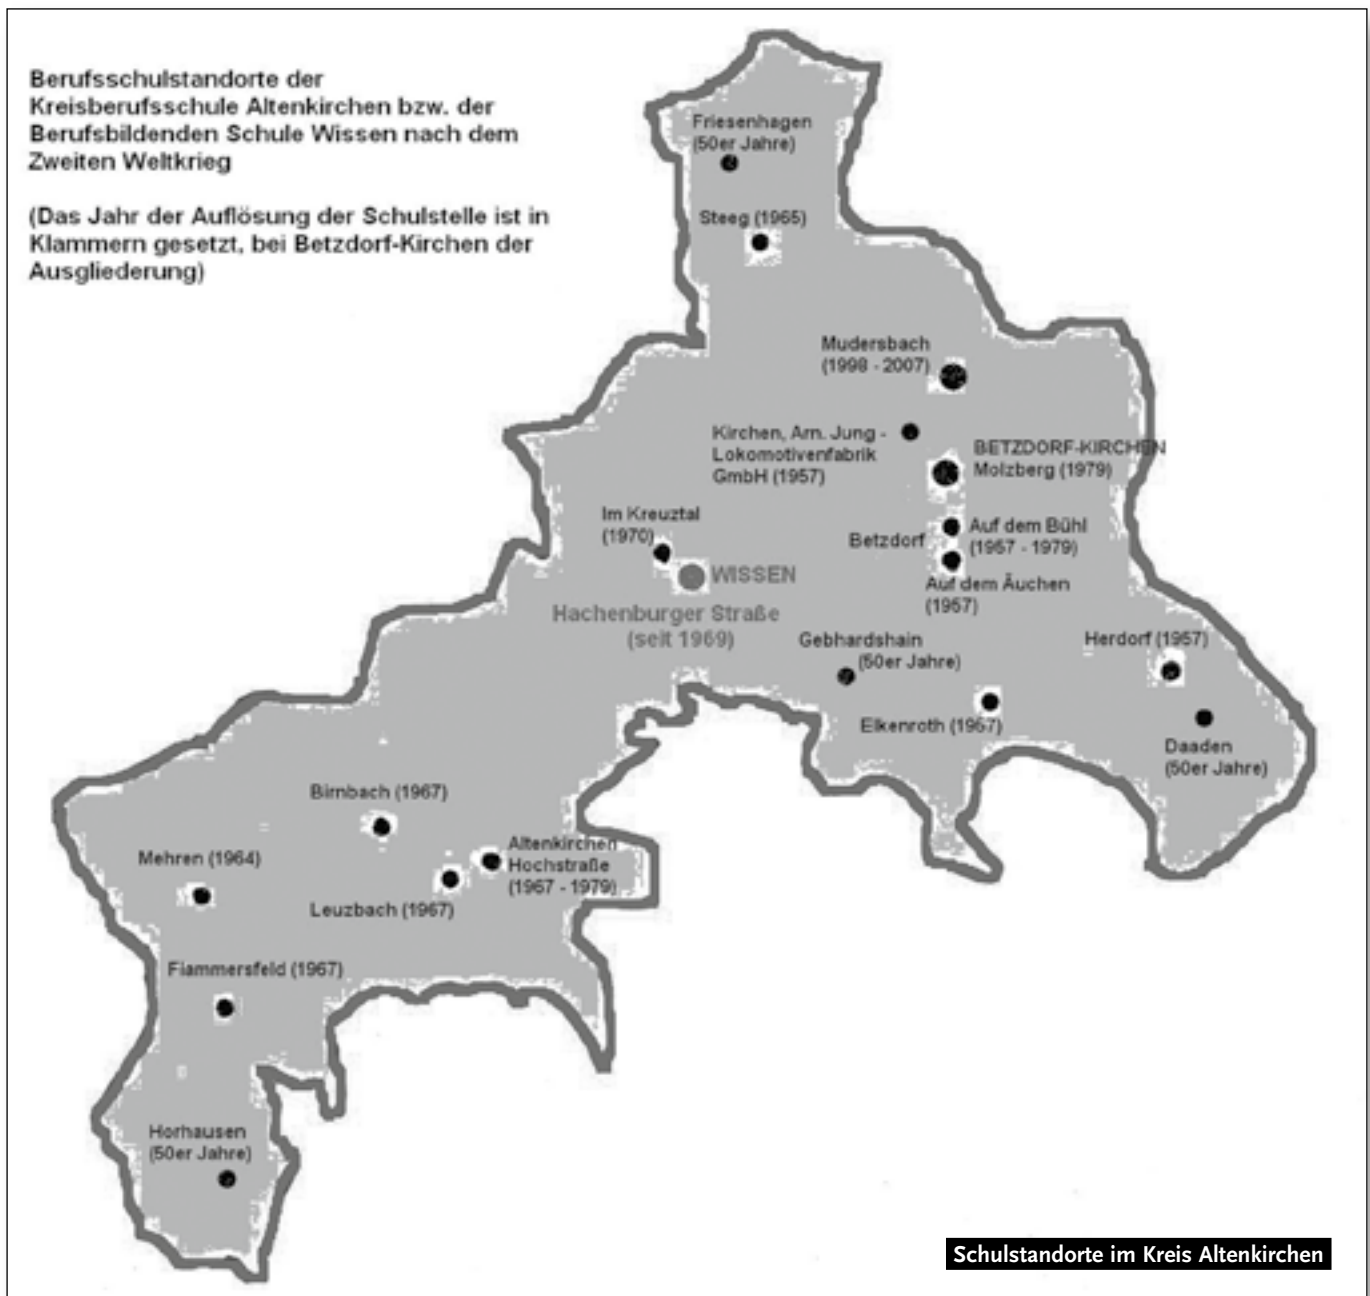 Berufsschulstandorte der
Kreisberufsschule Altenkirchen bzw. der
Berufsbildenden Schule Wissen nach dem
Zweiten Weltkrieg
(Das Jahr der Auflösung der Schulstelle ist in
Klammern gesetzt, bei Betzdorf-Kirchen der
Ausgliederung)
Friesenhagen
(50er Jahre)
Steeg (1965)
Mudersbach
(1998 - 2007)
Kirchen, Arn. Jung -
Lokomotivenfabrik
GmbH (1957)
BETZDORF-KIRCHEN
Molzberg (1979)
Im Kreuztal
(1970)
Betzdorf
Auf dem Bühl
(1957 - 1979)
WISSEN
Auf dem Äuchen
(1957)
Hachenburger Straße
(seit 1969)
Gebhardshain
(50er Jahre)
Herdorf (1957)
Elkenroth (1967)
Daaden
(50er Jahre)
Birnbach (1967)
Mehren (1964)
Altenkirchen
Hochstraße
(1967 - 1979)
Leuzbach (1967)
Flammersfeld (1967)
Horhausen
(50er Jahre)
Schulstandorte im Kreis Altenkirchen